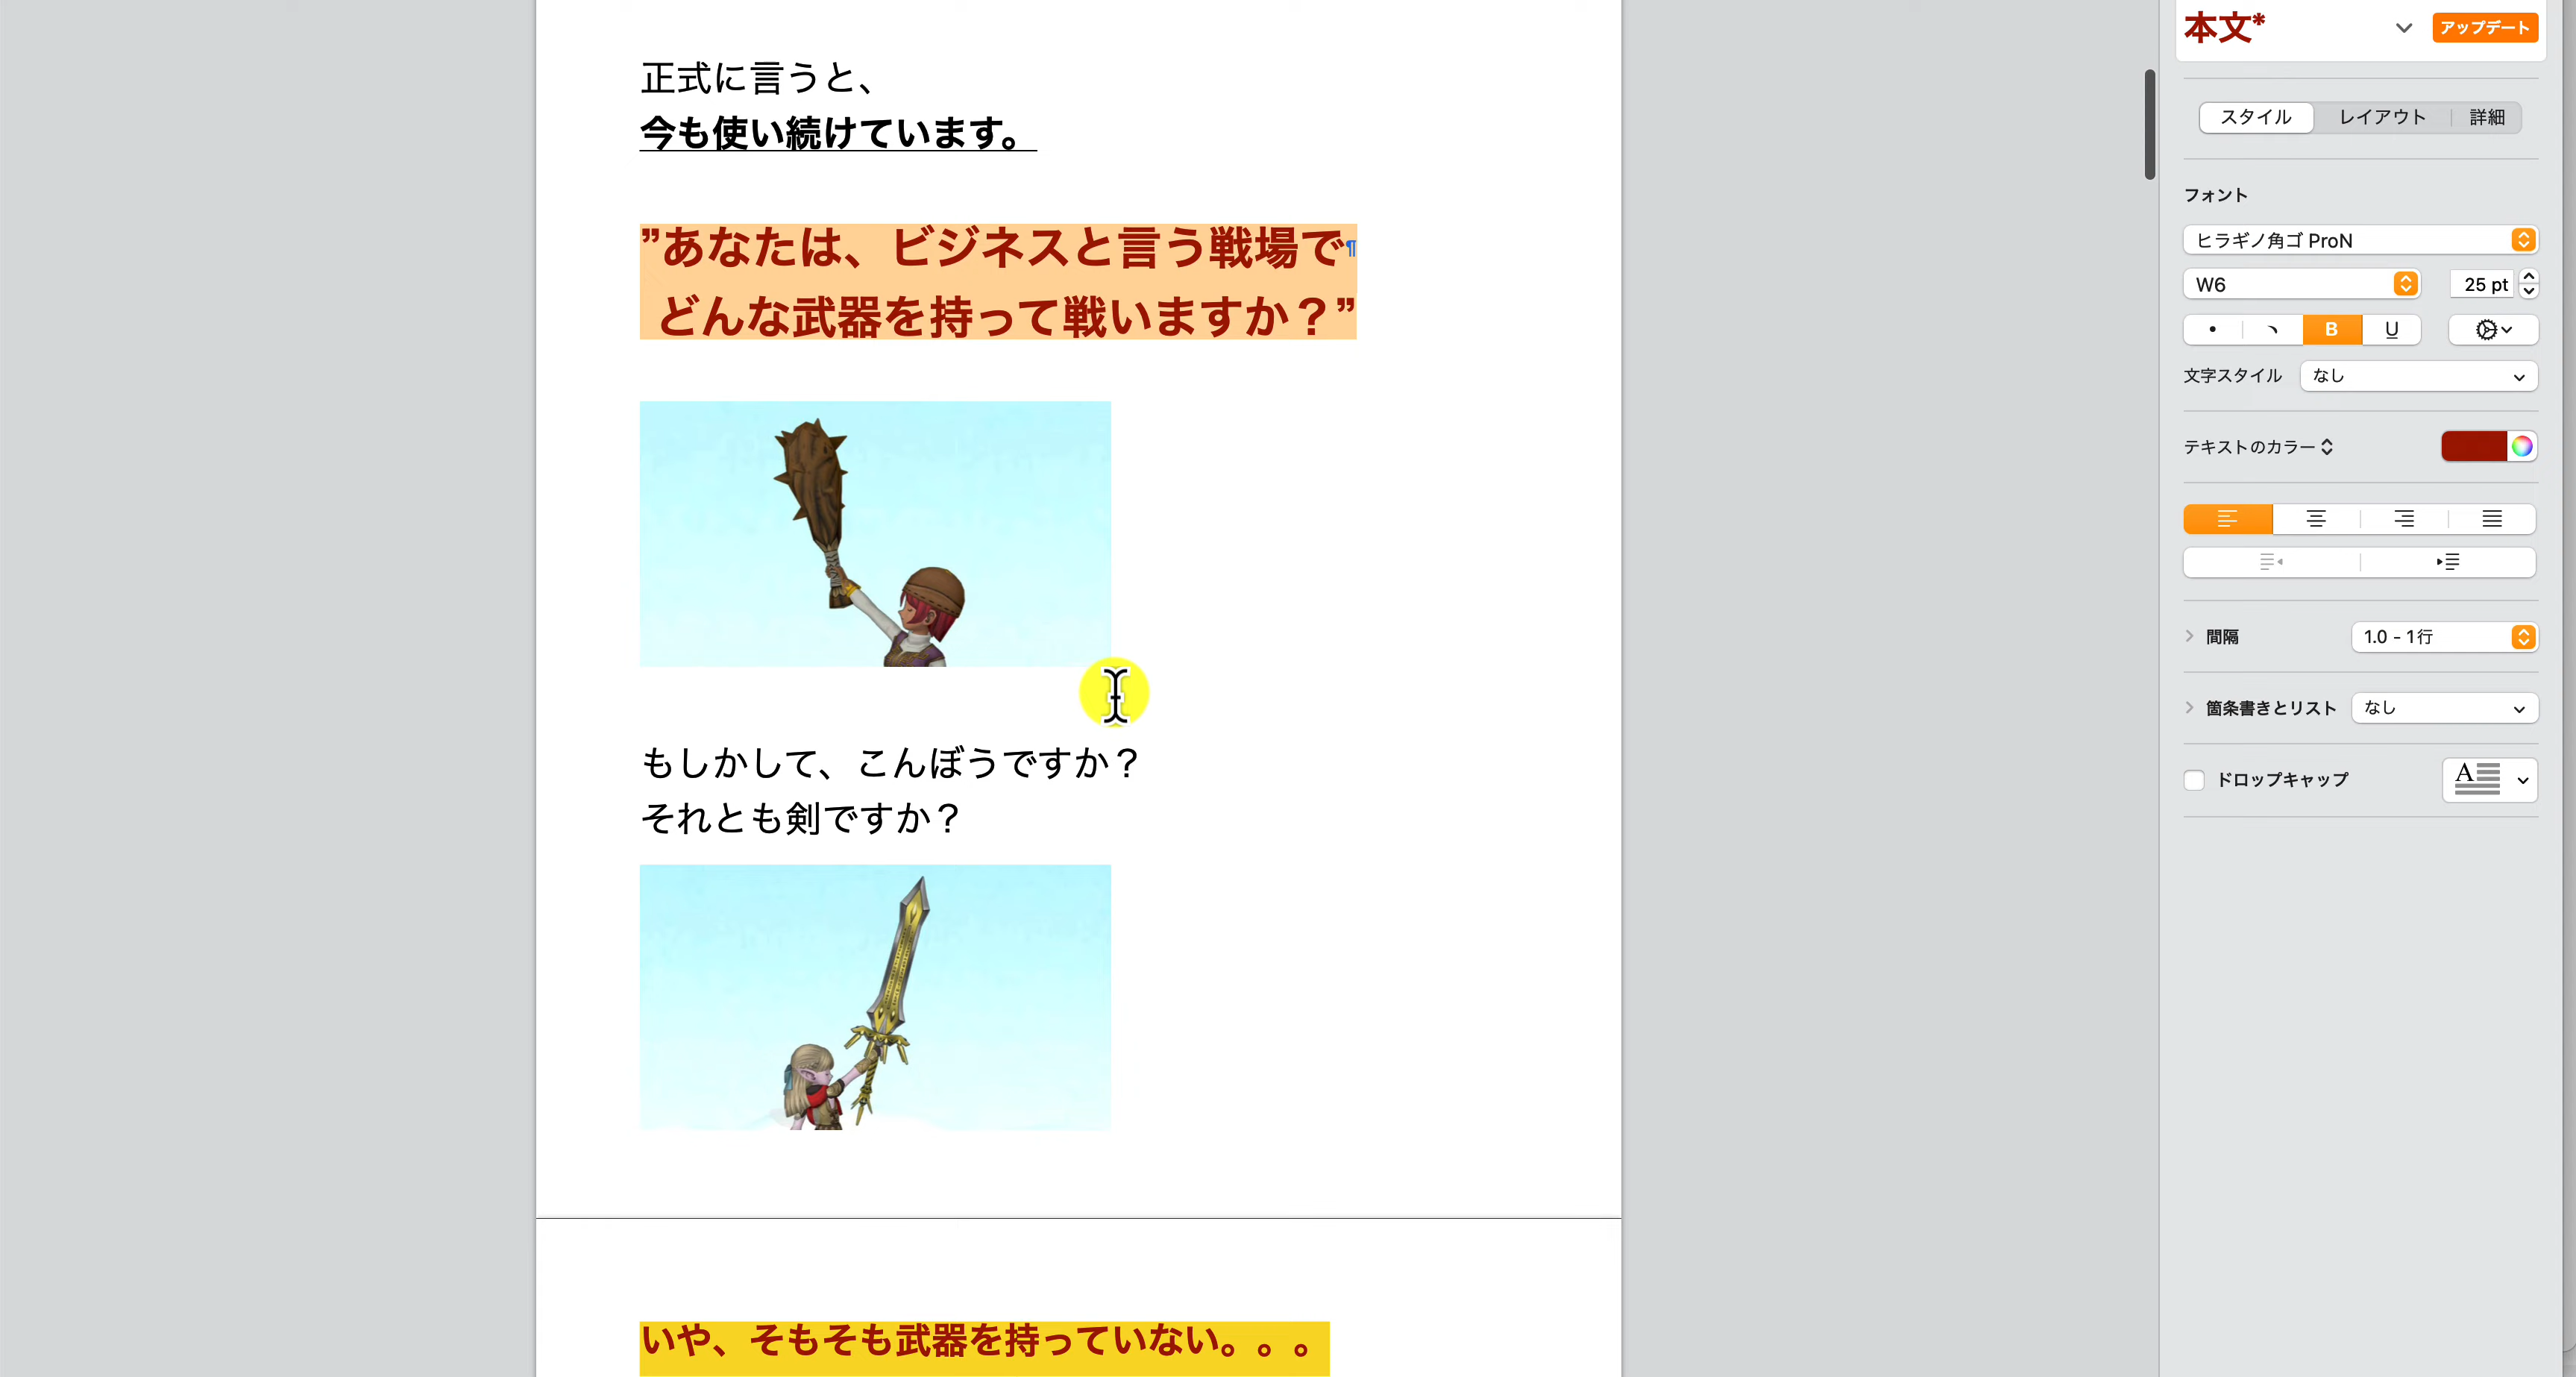 正式に言うと、
今も使い続けています。
”あなたは、ビジネスと言う戦場で¶
どんな武器を持って戦いますか？”
もしかして、こんぼうですか？
それとも剣ですか？
いや、そもそも武器を持っていない。。。
本文*
アップデート
スタイル レイアウト 詳細
フォント
ヒラギノ角ゴ ProN
W6 25 pt
B U
文字スタイル なし
テキストのカラー
間隔 1.0 - 1行
箇条書きとリスト なし
ドロップキャップ A